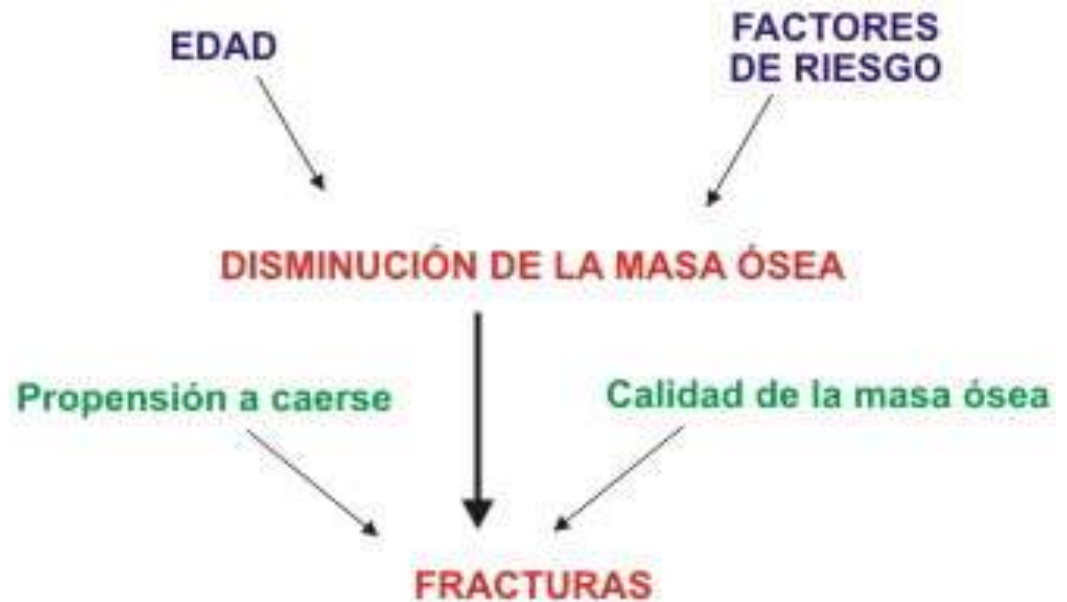 EDAD
FACTORES
DE RIESGO
DISMINUCIÓN DE LA MASA ÓSEA
Propensión a caerse
Calidad de la masa ósea
FRACTURAS